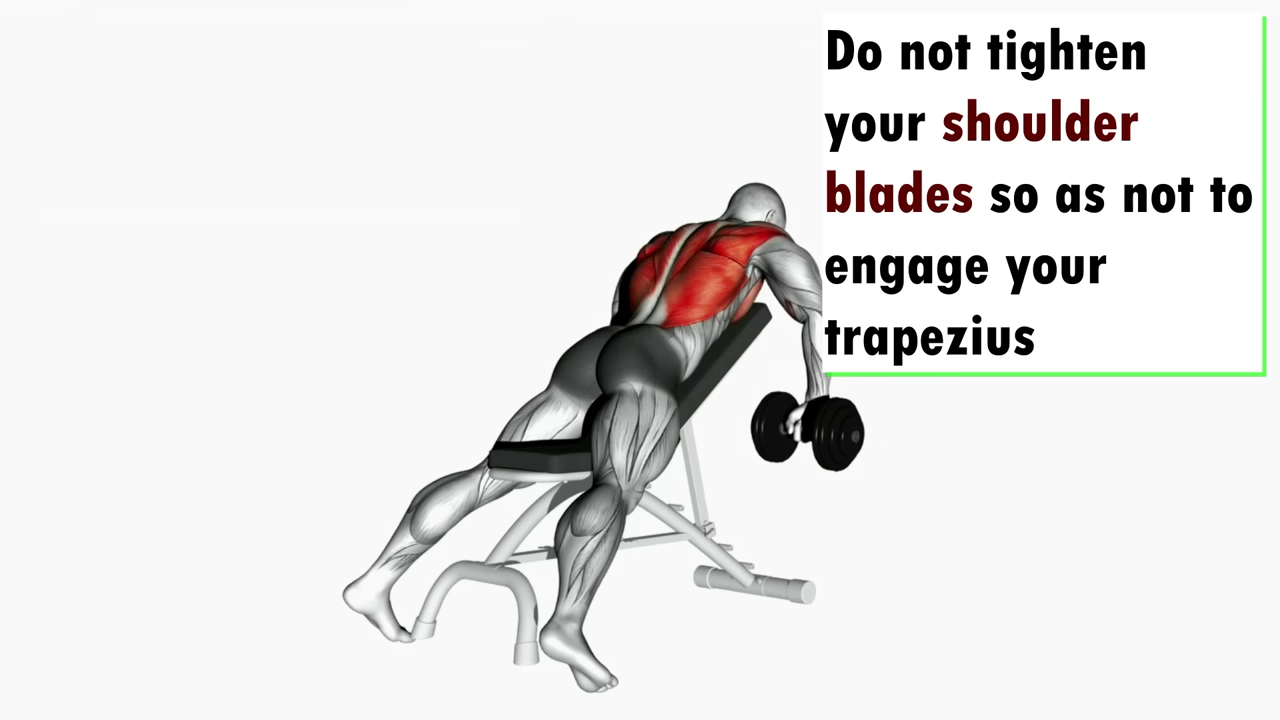 Do not tighten
your shoulder
blades so as not to
engage your
trapezius